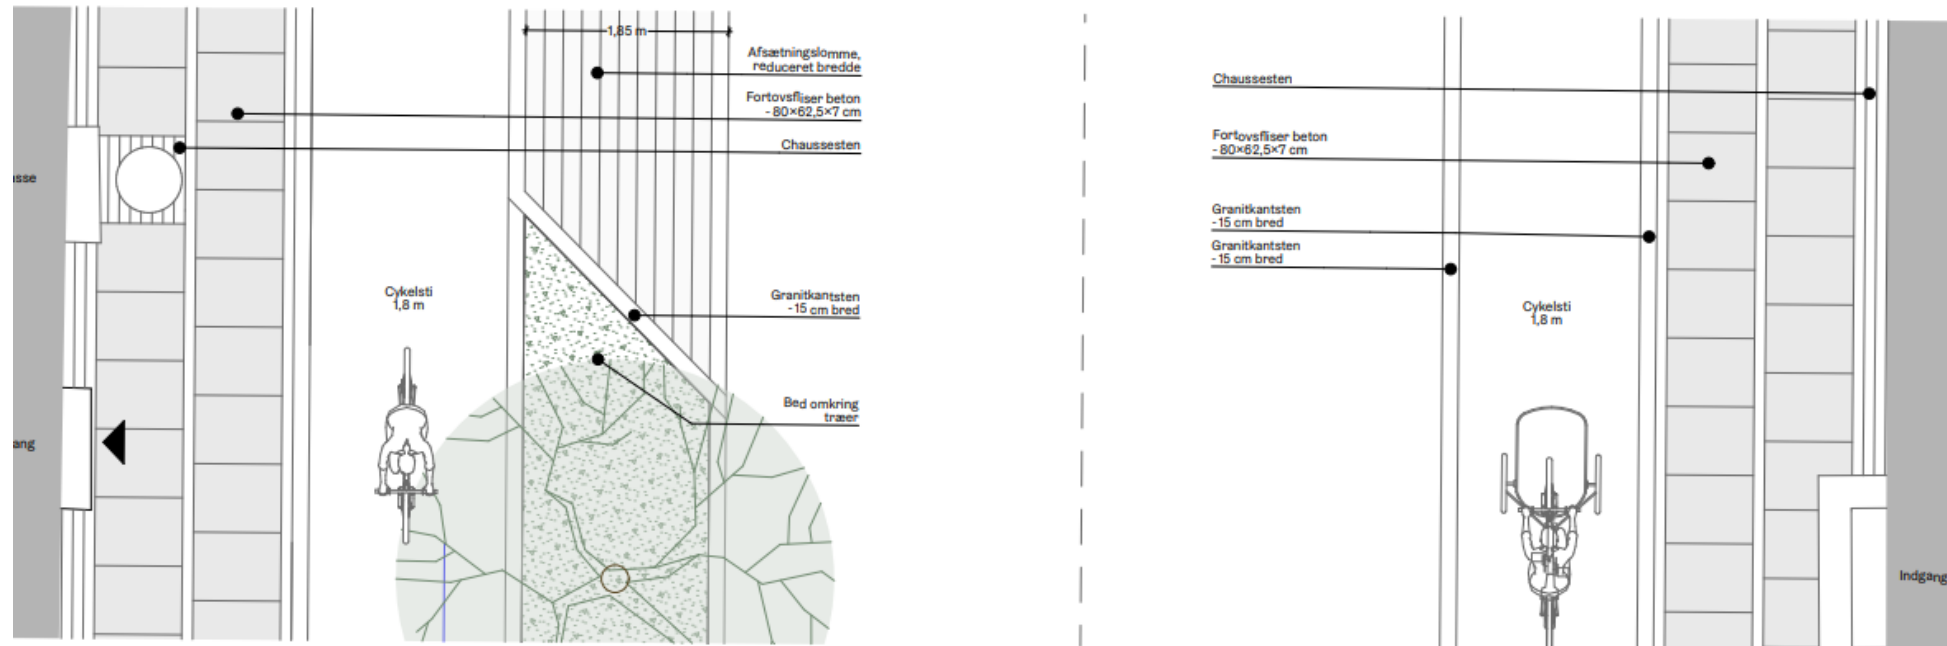 1,85 m
Afsætningslomme,
reduceret bredde
Fortovsfliser beton
- 80×62,5×7 cm
Chaussesten
asse
Cykelsti
1,8 m
Granitkantsten
- 15 cm bred
Bed omkring
træer
ang
Chaussesten
Fortovsfliser beton
- 80×62,5×7 cm
Granitkantsten
- 15 cm bred
Granitkantsten
- 15 cm bred
Cykelsti
1,8 m
Indgang